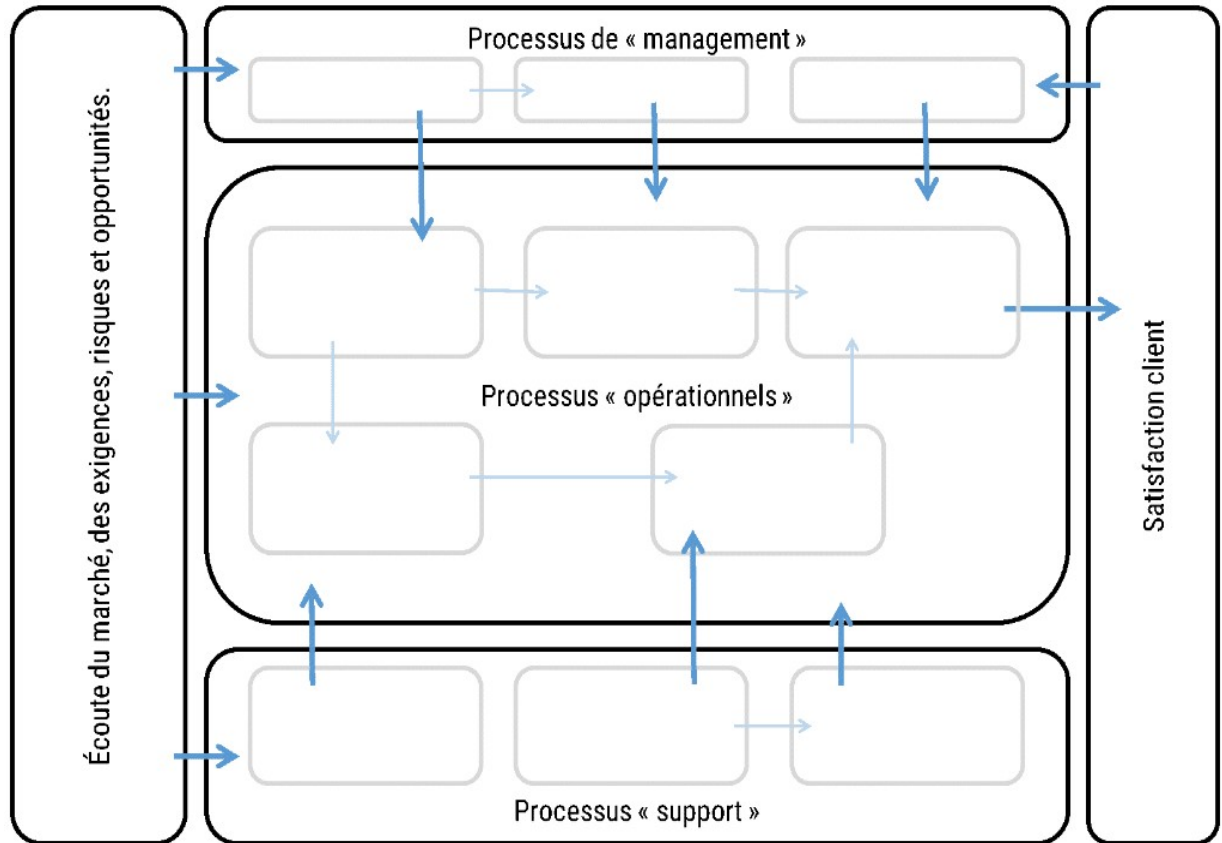 Écoute du marché, des exigences, risques et opportunités.
Processus de « management »
Processus « opérationnels »
Processus « support »
Satisfaction client